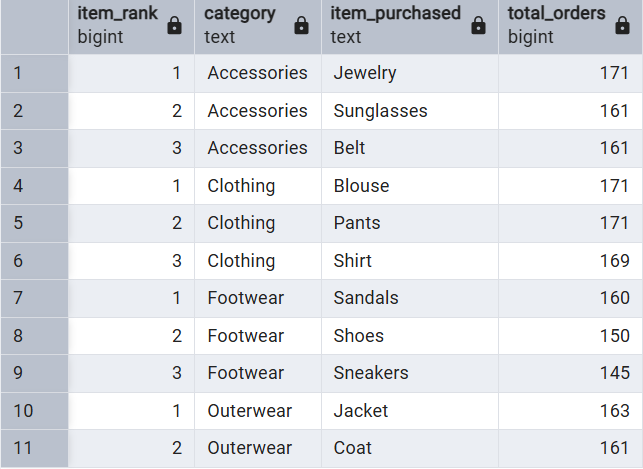 item_rank category item_purchased total_orders
bigint text text bigint
1 1 Accessories Jewelry 171
2 2 Accessories Sunglasses 161
3 3 Accessories Belt 161
4 1 Clothing Blouse 171
5 2 Clothing Pants 171
6 3 Clothing Shirt 169
7 1 Footwear Sandals 160
8 2 Footwear Shoes 150
9 3 Footwear Sneakers 145
10 1 Outerwear Jacket 163
11 2 Outerwear Coat 161